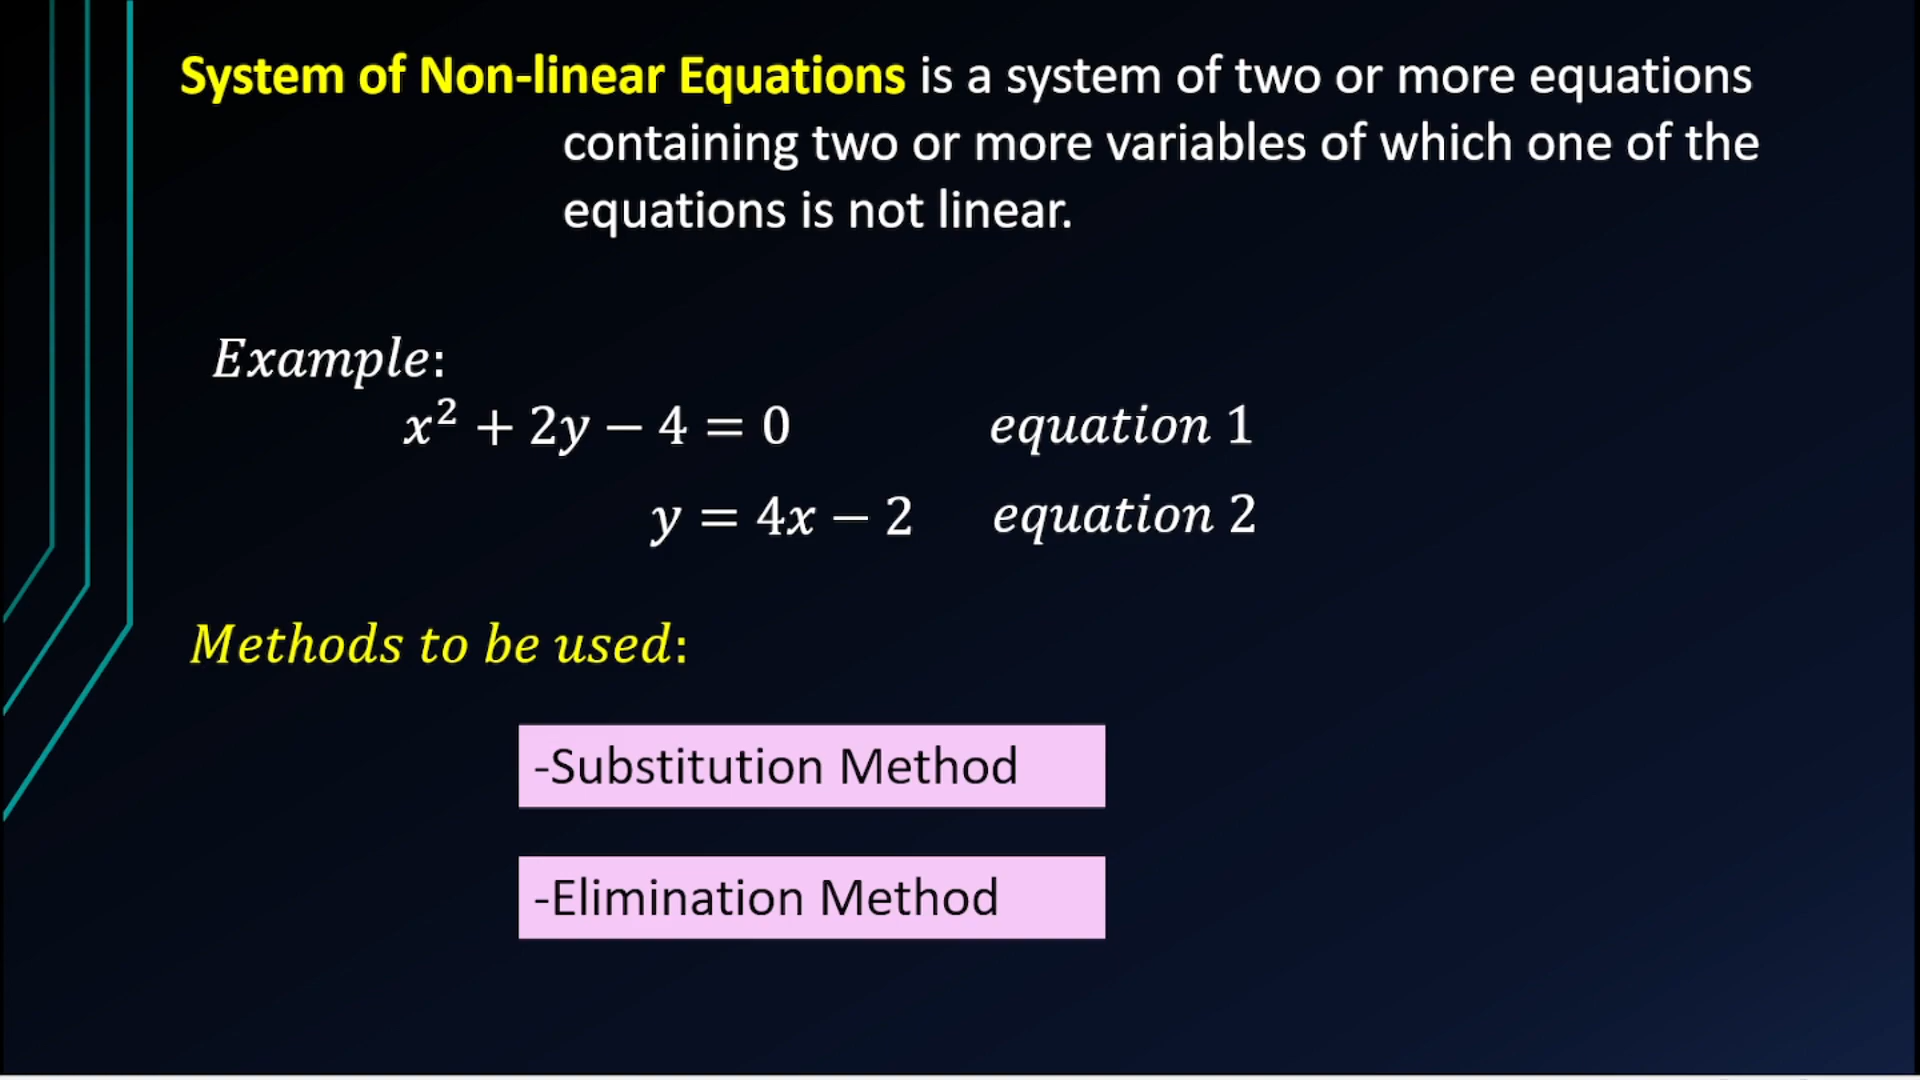 System of Non-linear Equations is a system of two or more equations
containing two or more variables of which one of the
equations is not linear.
Example:
x² + 2y − 4 = 0 equation 1
y = 4x − 2 equation 2
Methods to be used:
-Substitution Method
-Elimination Method